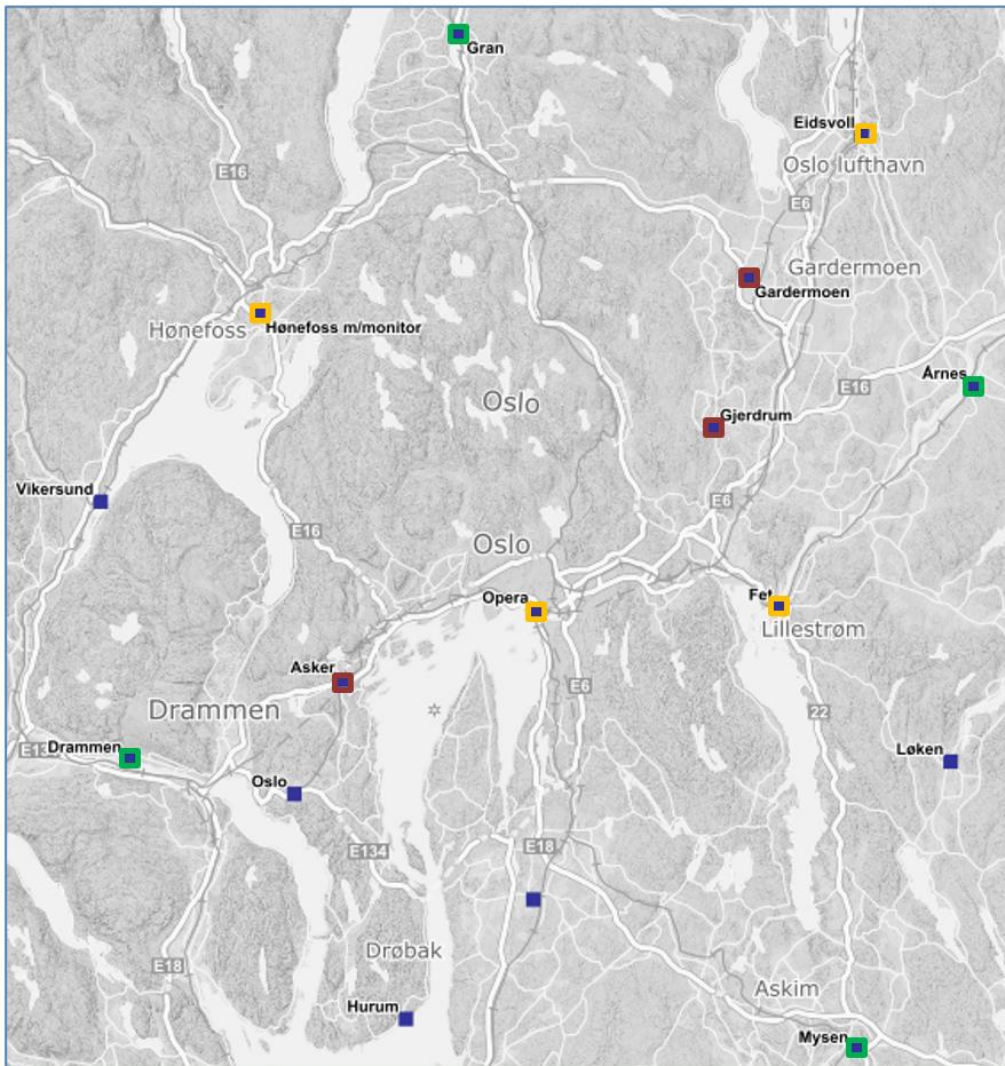 Gran
Eidsvoll
Oslo lufthavn
E16
E6
Gardermoen
Gardermoen
Hønefoss
Hønefoss m/monitor
Årnes
E16
Oslo
Gjerdrum
Vikersund
E6
E16
Oslo
Opera
Fet
Lillestrøm
Asker
E6
Drammen
22
Drammen
Løken
Oslo
E134
E18
Drøbak
E18
Askim
Hurum
Mysen